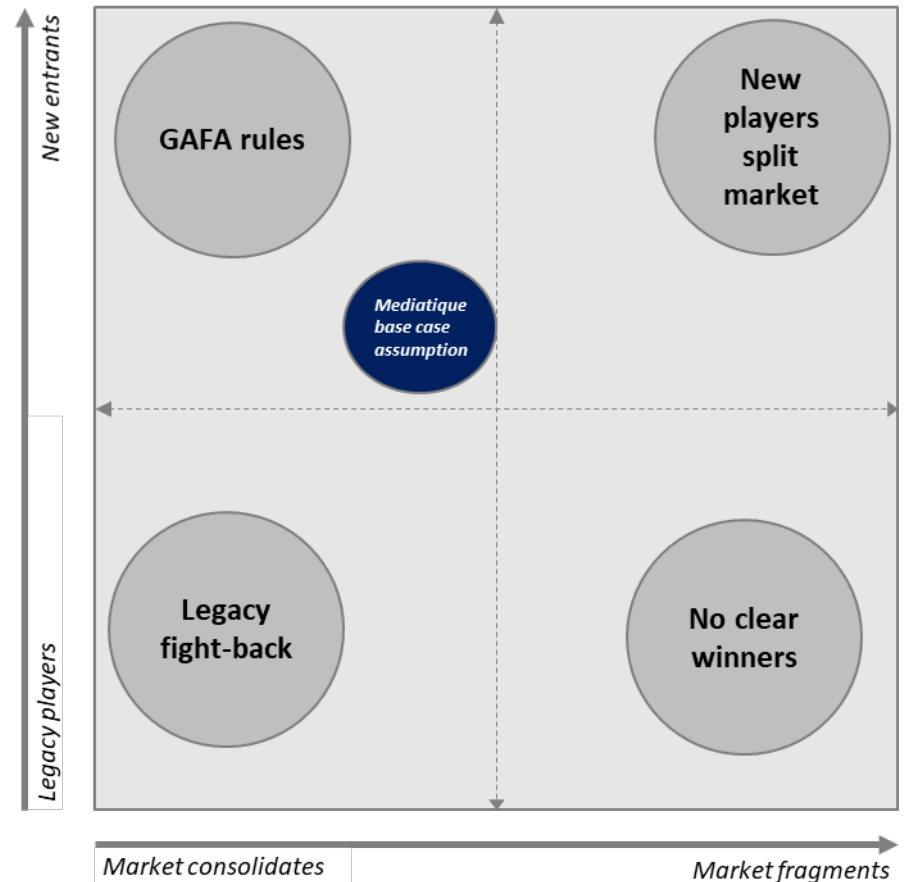 New entrants
GAFA rules
New
players
split
market
Mediatique
base case
assumption
Legacy players
Legacy
fight-back
No clear
winners
Market consolidates
Market fragments